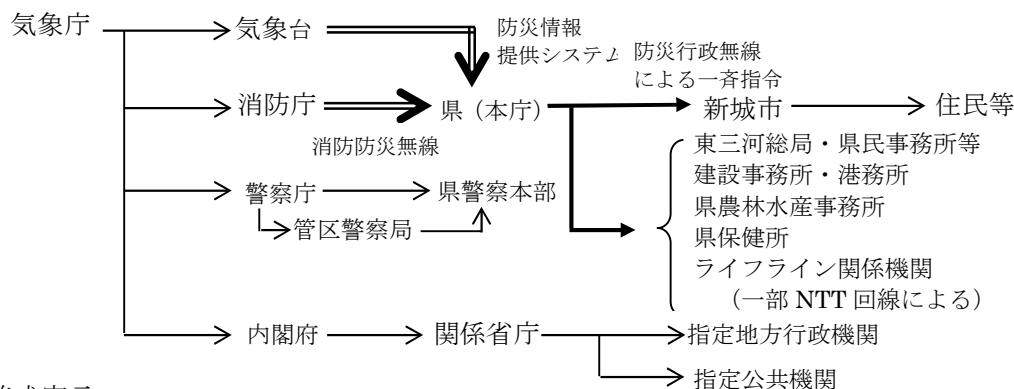 気象庁
気象台
防災情報
提供システム
防災行政無線
による一斉指令
消防庁
県（本庁）
新城市
住民等
消防防災無線
東三河総局・県民事務所等
建設事務所・港務所
県農林水産事務所
県保健所
ライフライン関係機関
（一部 NTT 回線による）
警察庁
県警察本部
管区警察局
内閣府
関係省庁
指定地方行政機関
指定公共機関